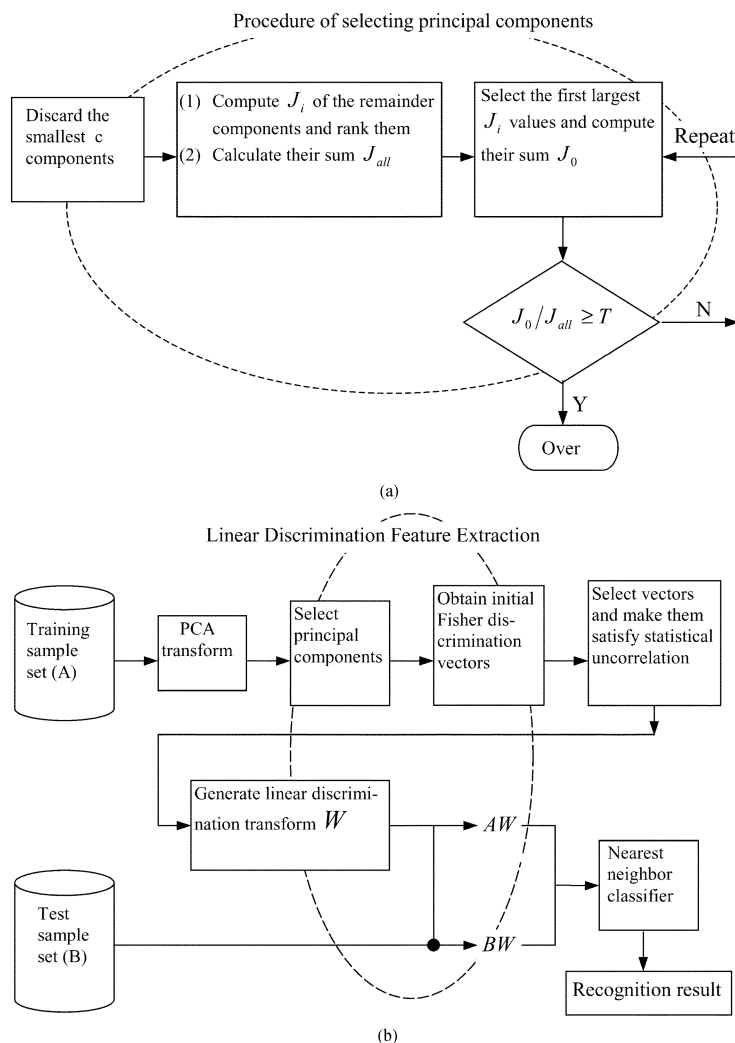 Procedure of selecting principal components
Discard the
smallest c
components
(1) Compute J_i of the remainder
components and rank them
(2) Calculate their sum J_all
Select the first largest
J_i values and compute
their sum J_0
Repeat
J_0/J_all ≥ T
N
Y
Over
(a)
Linear Discrimination Feature Extraction
Training
sample
set (A)
PCA
transform
Select
principal
components
Obtain initial
Fisher dis-
crimination
vectors
Select vectors
and make them
satisfy statistical
uncorrelation
Generate linear discrimi-
nation transform W
AW
Nearest
neighbor
classifier
Test
sample
set (B)
BW
Recognition result
(b)